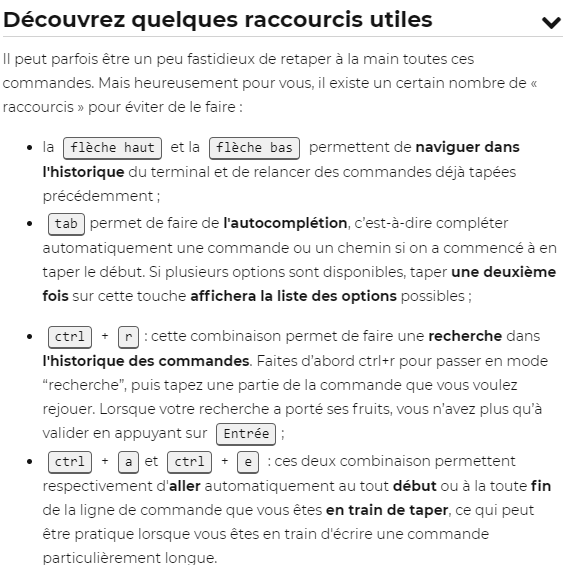 Découvrez quelques raccourcis utiles
Il peut parfois être un peu fastidieux de retaper à la main toutes ces
commandes. Mais heureusement pour vous, il existe un certain nombre de «
raccourcis » pour éviter de le faire :
la flèche haut et la flèche bas permettent de naviguer dans
l'historique du terminal et de relancer des commandes déjà tapées
précédemment ;
tab permet de faire de l'autocomplétion, c'est-à-dire compléter
automatiquement une commande ou un chemin si on a commencé à en
taper le début. Si plusieurs options sont disponibles, taper une deuxième
fois sur cette touche affichera la liste des options possibles ;
ctrl + r : cette combinaison permet de faire une recherche dans
l'historique des commandes. Faites d'abord ctrl+r pour passer en mode
“recherche”, puis tapez une partie de la commande que vous voulez
rejouer. Lorsque votre recherche a porté ses fruits, vous n'avez plus qu'à
valider en appuyant sur Entrée ;
ctrl + a et ctrl + e : ces deux combinaison permettent
respectivement d'aller automatiquement au tout début ou à la toute fin
de la ligne de commande que vous êtes en train de taper, ce qui peut
être pratique lorsque vous êtes en train d'écrire une commande
particulièrement longue.